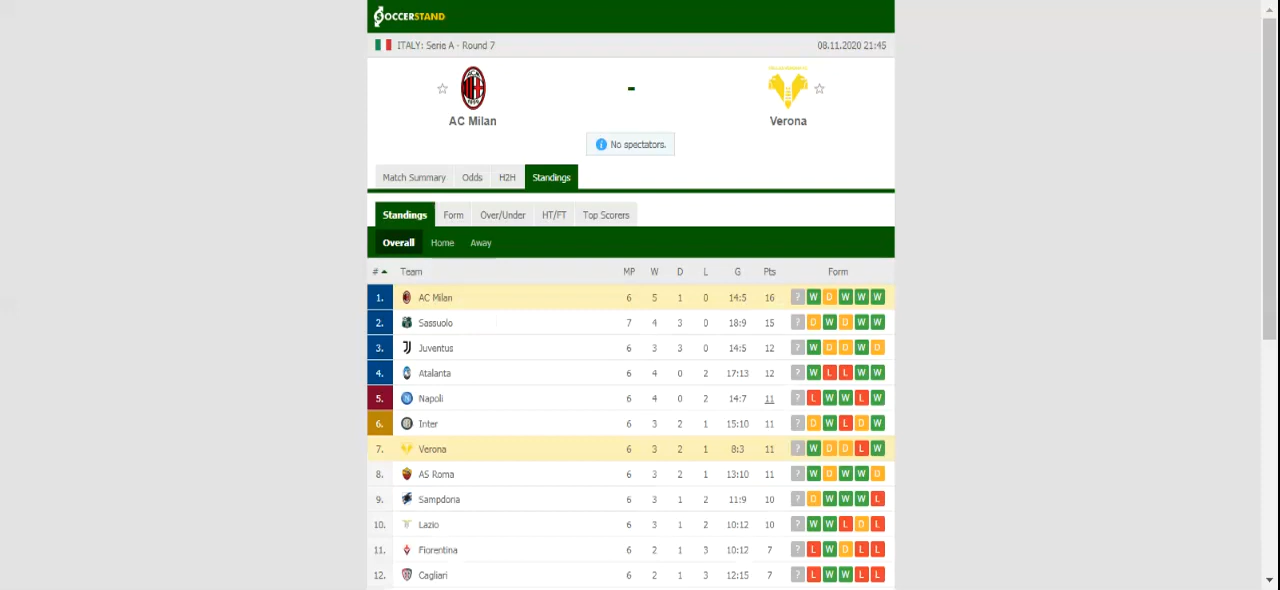 SOCCERSTAND
ITALY: Serie A - Round 7 08.11.2020 21:45
-
AC Milan Verona
No spectators.
Match Summary Odds H2H Standings
Standings Form Over/Under HT/FT Top Scorers
Overall Home Away
# Team MP W D L G Pts Form
1. AC Milan 6 5 1 0 14:5 16 ? W D W W W
2. Sassuolo 7 4 3 0 18:9 15 ? D W D W W
3. Juventus 6 3 3 0 14:5 12 ? W D D W D
4. Atalanta 6 4 0 2 17:13 12 ? W L L W W
5. Napoli 6 4 0 2 14:7 11 ? L W W L W
6. Inter 6 3 2 1 15:10 11 ? D W L D W
7. Verona 6 3 2 1 8:3 11 ? W D D L W
8. AS Roma 6 3 2 1 13:10 11 ? W D W W D
9. Sampdoria 6 3 1 2 11:9 10 ? D W W W L
10. Lazio 6 3 1 2 10:12 10 ? W W L D L
11. Fiorentina 6 2 1 3 10:12 7 ? L W D L L
12. Cagliari 6 2 1 3 12:15 7 ? L W W L L